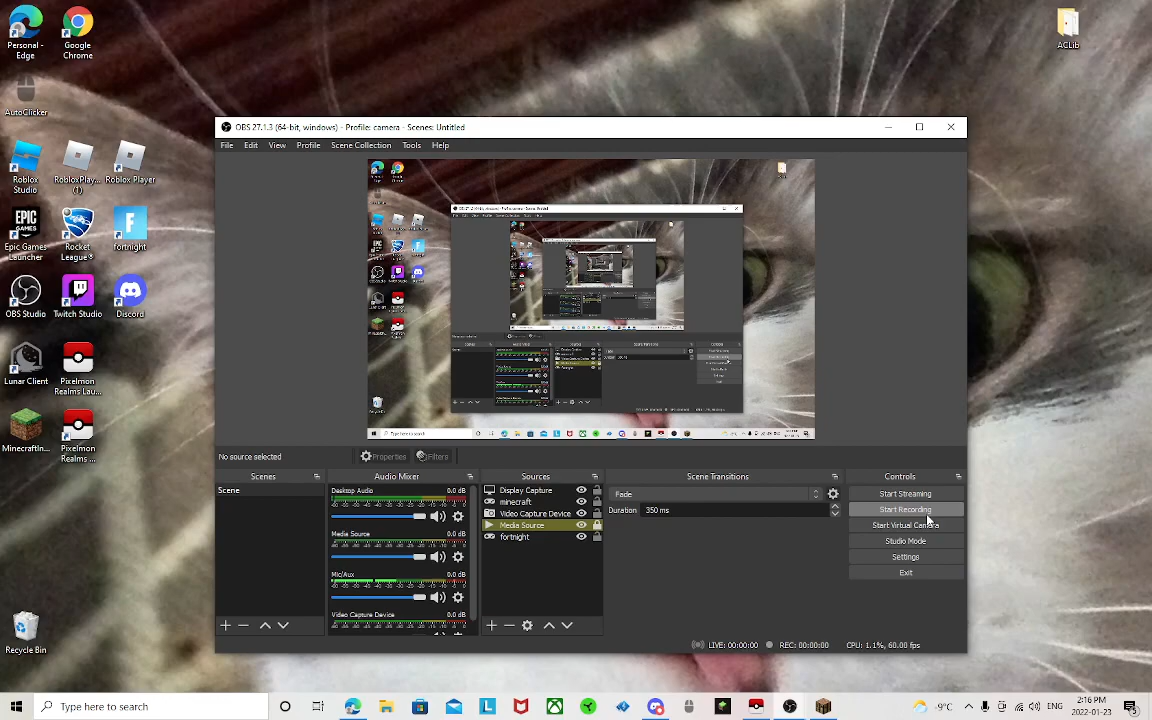 Personal - Edge
Google Chrome
ACLib
AutoClicker
Roblox Studio
RobloxPlay... (1)
Roblox Player
Epic Games Launcher
Rocket League®
fortnight
OBS Studio
Twitch Studio
Discord
Lunar Client
Pixelmon Realms Lau...
MinecraftIn...
Pixelmon Realms ...
Recycle Bin
OBS 27.1.3 (64-bit, windows) - Profile: camera - Scenes: Untitled
File Edit View Profile Scene Collection Tools Help
No source selected
Properties
Filters
Scenes
Scene
Audio Mixer
Desktop Audio 0.0 dB
Media Source 0.0 dB
Mic/Aux 0.0 dB
Video Capture Device 0.0 dB
Sources
Display Capture
minecraft
Video Capture Device
Media Source
fortnight
Scene Transitions
Fade
Duration 350 ms
Controls
Start Streaming
Start Recording
Start Virtual Camera
Studio Mode
Settings
Exit
LIVE: 00:00:00
REC: 00:00:00
CPU: 1.1%, 60.00 fps
Type here to search
-9°C
ENG
2:16 PM
2022-01-23
5